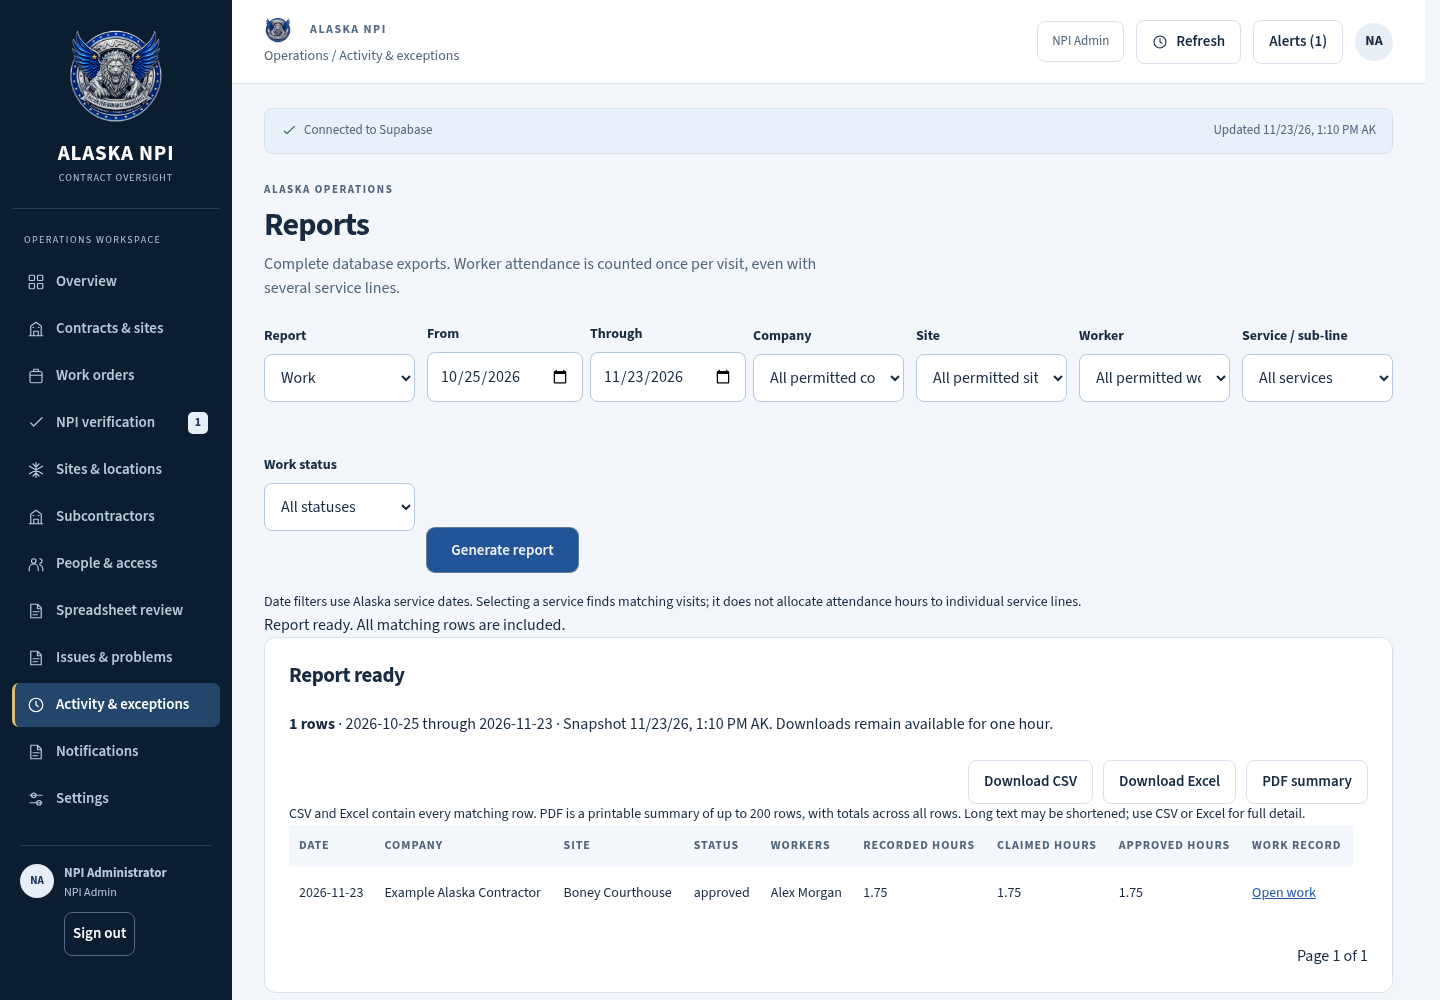 ALASKA NPI
CONTRACT OVERSIGHT
OPERATIONS WORKSPACE
Overview
Contracts & sites
Work orders
NPI verification 1
Sites & locations
Subcontractors
People & access
Spreadsheet review
Issues & problems
Activity & exceptions
Notifications
Settings
NA NPI Administrator
NPI Admin
Sign out
ALASKA NPI
Operations / Activity & exceptions
NPI Admin Refresh Alerts (1) NA
Connected to Supabase Updated 11/23/26, 1:10 PM AK
ALASKA OPERATIONS
Reports
Complete database exports. Worker attendance is counted once per visit, even with
several service lines.
Report From Through Company Site Worker Service / sub-line
Work 10/25/2026 11/23/2026 All permitted co All permitted sit All permitted wo All services
Work status
All statuses
Generate report
Date filters use Alaska service dates. Selecting a service finds matching visits; it does not allocate attendance hours to individual service lines.
Report ready. All matching rows are included.
Report ready
1 rows · 2026-10-25 through 2026-11-23 · Snapshot 11/23/26, 1:10 PM AK. Downloads remain available for one hour.
Download CSV Download Excel PDF summary
CSV and Excel contain every matching row. PDF is a printable summary of up to 200 rows, with totals across all rows. Long text may be shortened; use CSV or Excel for full detail.
DATE COMPANY SITE STATUS WORKERS RECORDED HOURS CLAIMED HOURS APPROVED HOURS WORK RECORD
2026-11-23 Example Alaska Contractor Boney Courthouse approved Alex Morgan 1.75 1.75 1.75 Open work
Page 1 of 1